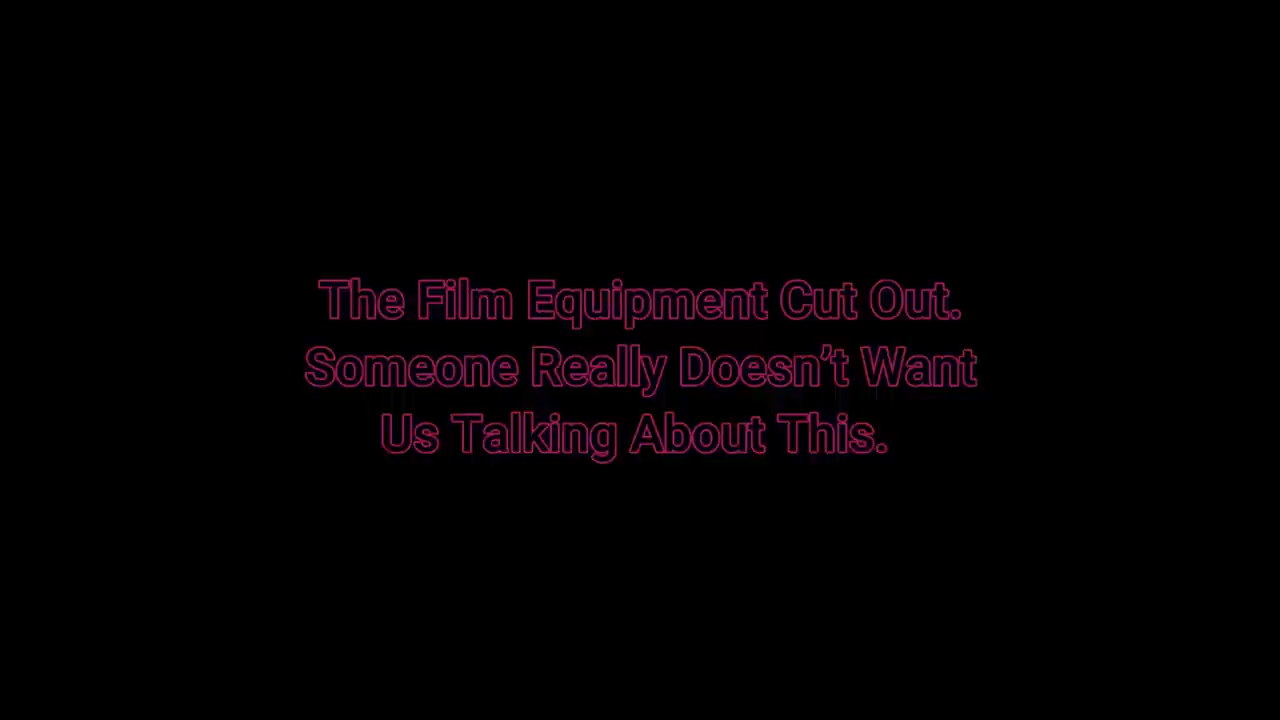 The Film Equipment Cut Out.
Someone Really Doesn’t Want
Us Talking About This.